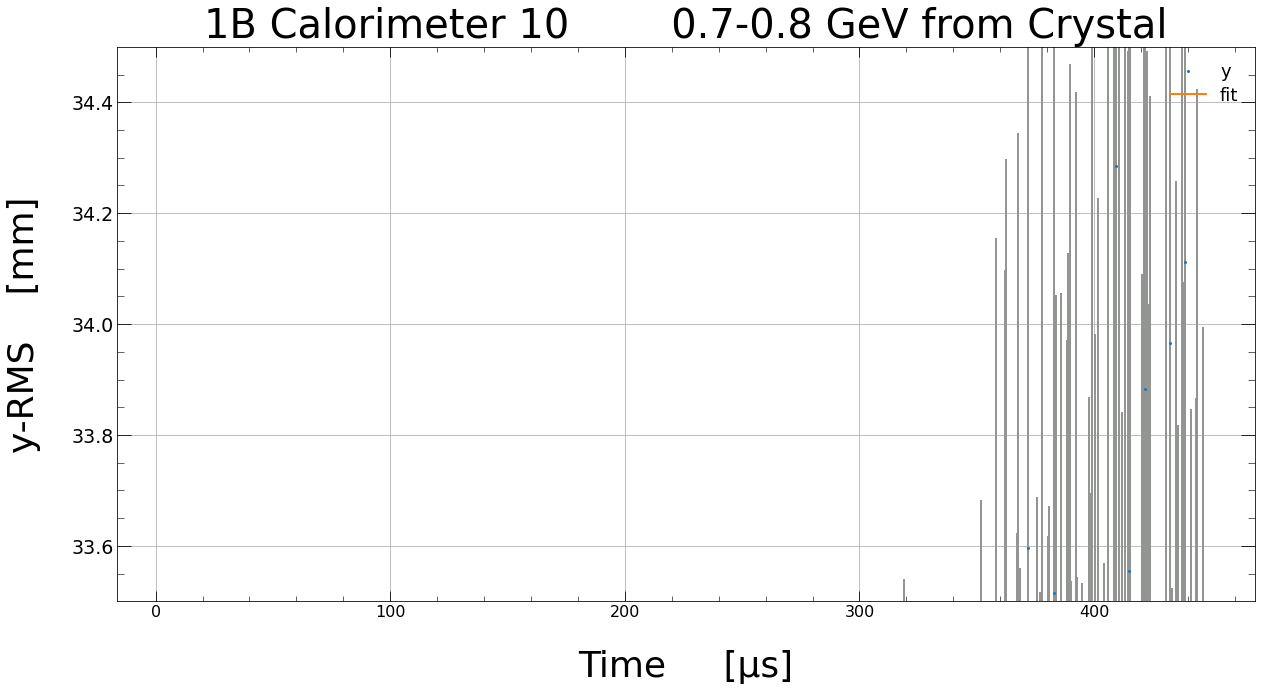 1B Calorimeter 10 0.7-0.8 GeV from Crystal
y
fit
34.4
34.2
34.0
33.8
33.6
y-RMS [mm]
0 100 200 300 400
Time [μs]